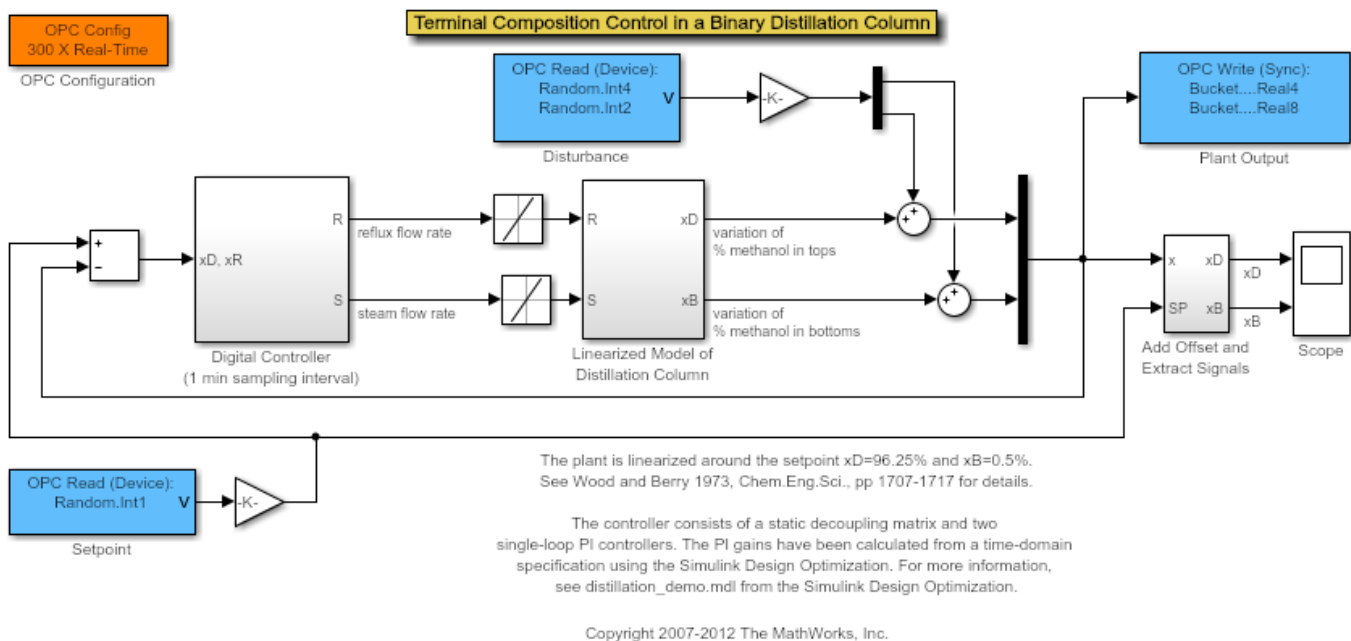 OPC Config
300 X Real-Time
OPC Configuration
Terminal Composition Control in a Binary Distillation Column
OPC Read (Device):
Random.Int4
Random.Int2
V
Disturbance
-K-
OPC Write (Sync):
Bucket....Real4
Bucket....Real8
Plant Output
+
−
xD, xR
R
S
Digital Controller
(1 min sampling interval)
reflux flow rate
steam flow rate
R
S
xD
xB
Linearized Model of
Distillation Column
variation of
% methanol in tops
variation of
% methanol in bottoms
+
+
+
+
x
SP
xD
xB
Add Offset and
Extract Signals
xD
xB
Scope
OPC Read (Device):
Random.Int1
V
Setpoint
-K-
The plant is linearized around the setpoint xD=96.25% and xB=0.5%.
See Wood and Berry 1973, Chem.Eng.Sci., pp 1707-1717 for details.
The controller consists of a static decoupling matrix and two
single-loop PI controllers. The PI gains have been calculated from a time-domain
specification using the Simulink Design Optimization. For more information,
see distillation_demo.mdl from the Simulink Design Optimization.
Copyright 2007-2012 The MathWorks, Inc.